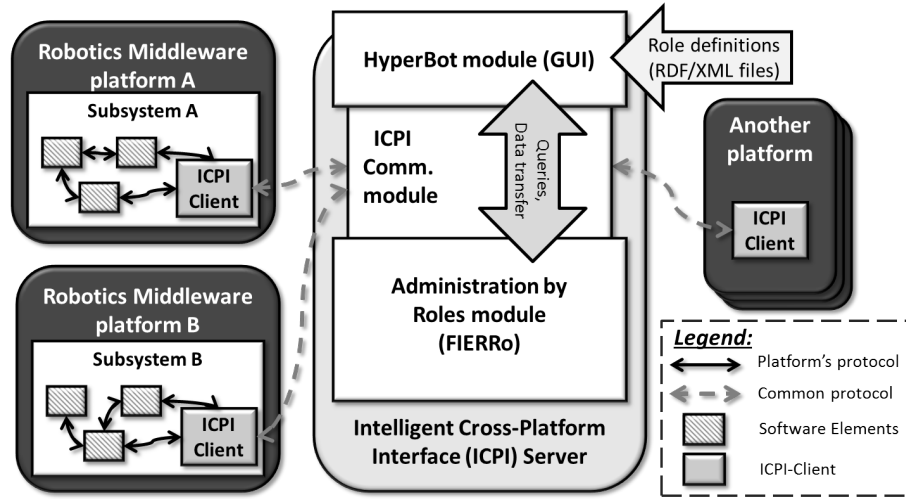 Robotics Middleware
platform A
Subsystem A
ICPI
Client
Robotics Middleware
platform B
Subsystem B
ICPI
Client
HyperBot module (GUI)
ICPI
Comm.
module
Queries,
Data transfer
Administration by
Roles module
(FIERRo)
Intelligent Cross-Platform
Interface (ICPI) Server
Role definitions
(RDF/XML files)
Another
platform
ICPI
Client
Legend:
Platform's protocol
Common protocol
Software Elements
ICPI-Client